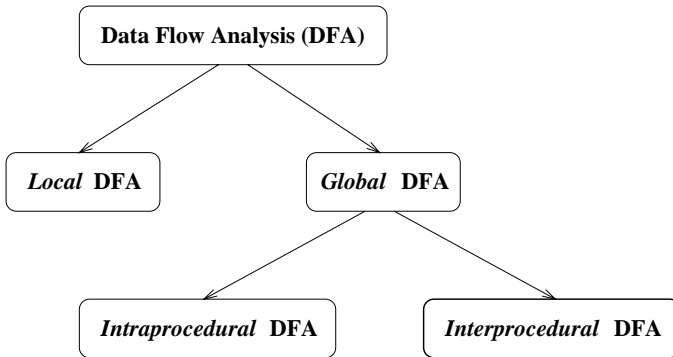 Data Flow Analysis (DFA)
Local DFA
Global DFA
Intraprocedural DFA
Interprocedural DFA